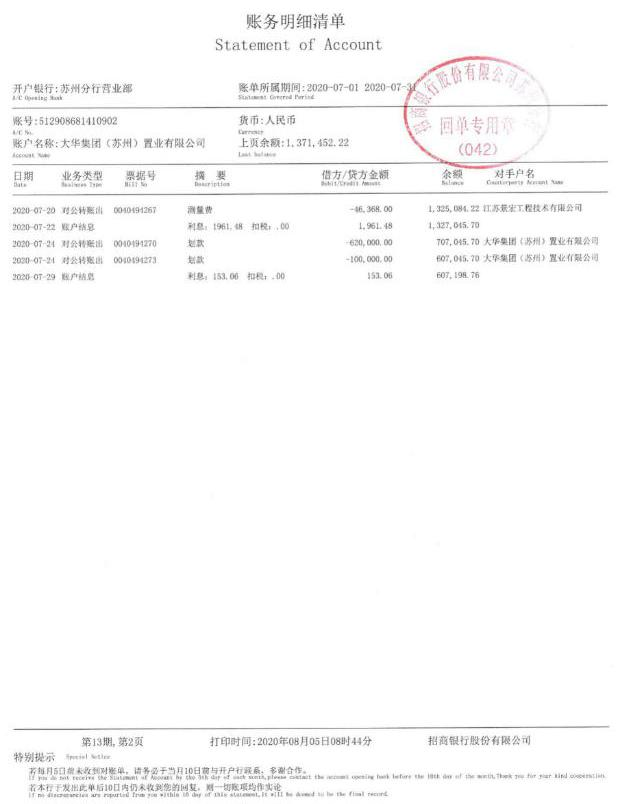 账务明细清单
Statement of Account
开户银行:苏州分行营业部 账单所属期间:2020-07-01 2020-07-31
A/C Opening Bank Statement Covered Period
账号:512908681410902 货币:人民币
A/C No. Currency
账户名称:大华集团（苏州）置业有限公司 上页余额:1,371,452.22
Account Name Last balance
日期 业务类型 票据号 摘 要 借方/贷方金额 余额 对手户名
Date Business Type Bill No Description Debit/Credit Amount Balance Counterparty Account Name
2020-07-20 对公转账出 0040494267 测量费 -46,368.00 1,325,084.22 江苏景宏工程技术有限公司
2020-07-22 账户结息 利息：1961.48 扣税：.00 1,961.48 1,327,045.70
2020-07-24 对公转账出 0040494270 划款 -620,000.00 707,045.70 大华集团（苏州）置业有限公司
2020-07-24 对公转账出 0040494273 划款 -100,000.00 607,045.70 大华集团（苏州）置业有限公司
2020-07-29 账户结息 利息：153.06 扣税：.00 153.06 607,198.76
招商银行股份有限公司苏州
回单专用章
(042)
第13期,第2页 打印时间:2020年08月05日08时44分 招商银行股份有限公司
特别提示 Special Notice
若每月5日前未收到对账单，请务必于当月10日前与开户行联系，多谢合作。
If you do not receive the Statement of Account by the 5th day of each month,please contact the account opening bank before the 10th day of the month,Thank you for your kind cooperation.
若本行于发出此单后10日内仍未收到您的回复，则一切账项均作实论
If no discrepancies are reported from you within 10 day of this statement,it will be deemed to be the final record.